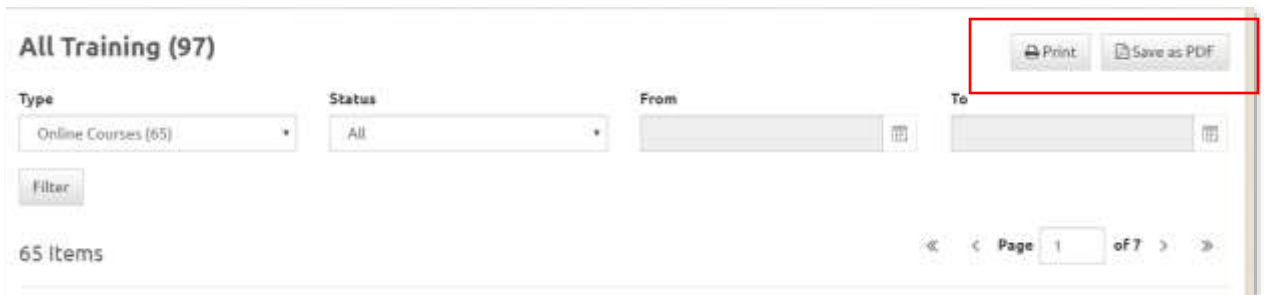 All Training (97)
Print Save as PDF
Type Status From To
Online Courses (65) All
Filter
65 Items
« < Page 1 of 7 > »